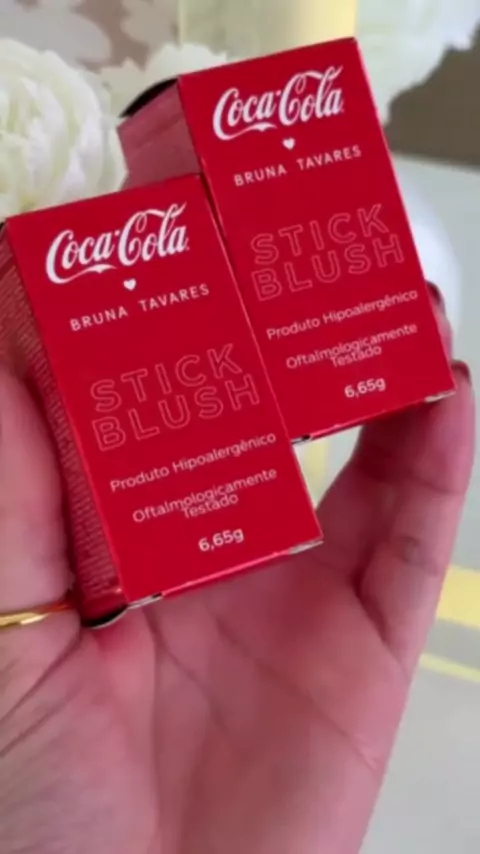 Coca-Cola
BRUNA TAVARES
STICK
BLUSH
Produto Hipoalergênico
Oftalmologicamente
Testado
6,65g
Coca-Cola
BRUNA TAVARES
STICK
BLUSH
Produto Hipoalergênico
Oftalmologicamente
Testado
6,65g